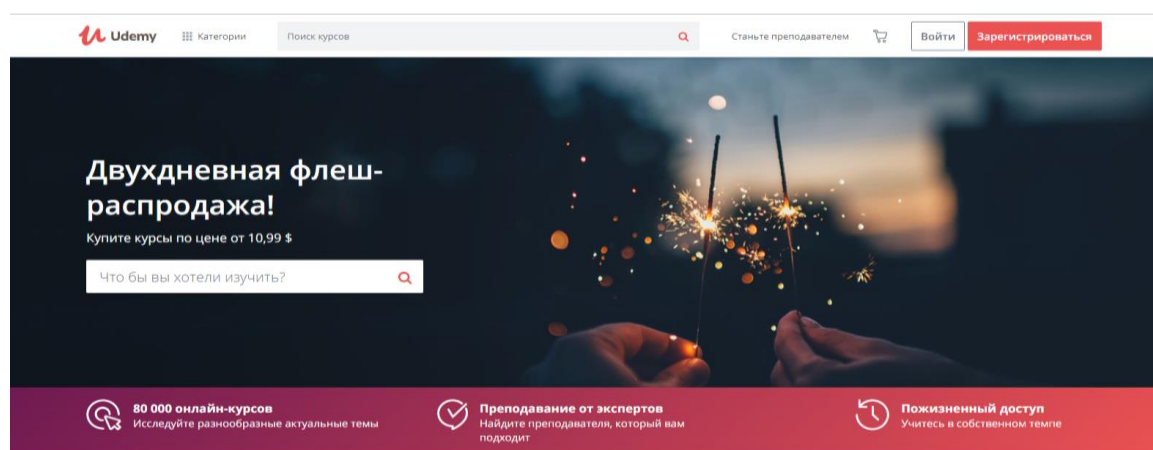 Udemy
Категории
Поиск курсов
Станьте преподавателем
Войти
Зарегистрироваться
Двухдневная флеш-
распродажа!
Купите курсы по цене от 10,99 $
Что бы вы хотели изучить?
80 000 онлайн-курсов
Исследуйте разнообразные актуальные темы
Преподавание от экспертов
Найдите преподавателя, который вам
подходит
Пожизненный доступ
Учитесь в собственном темпе